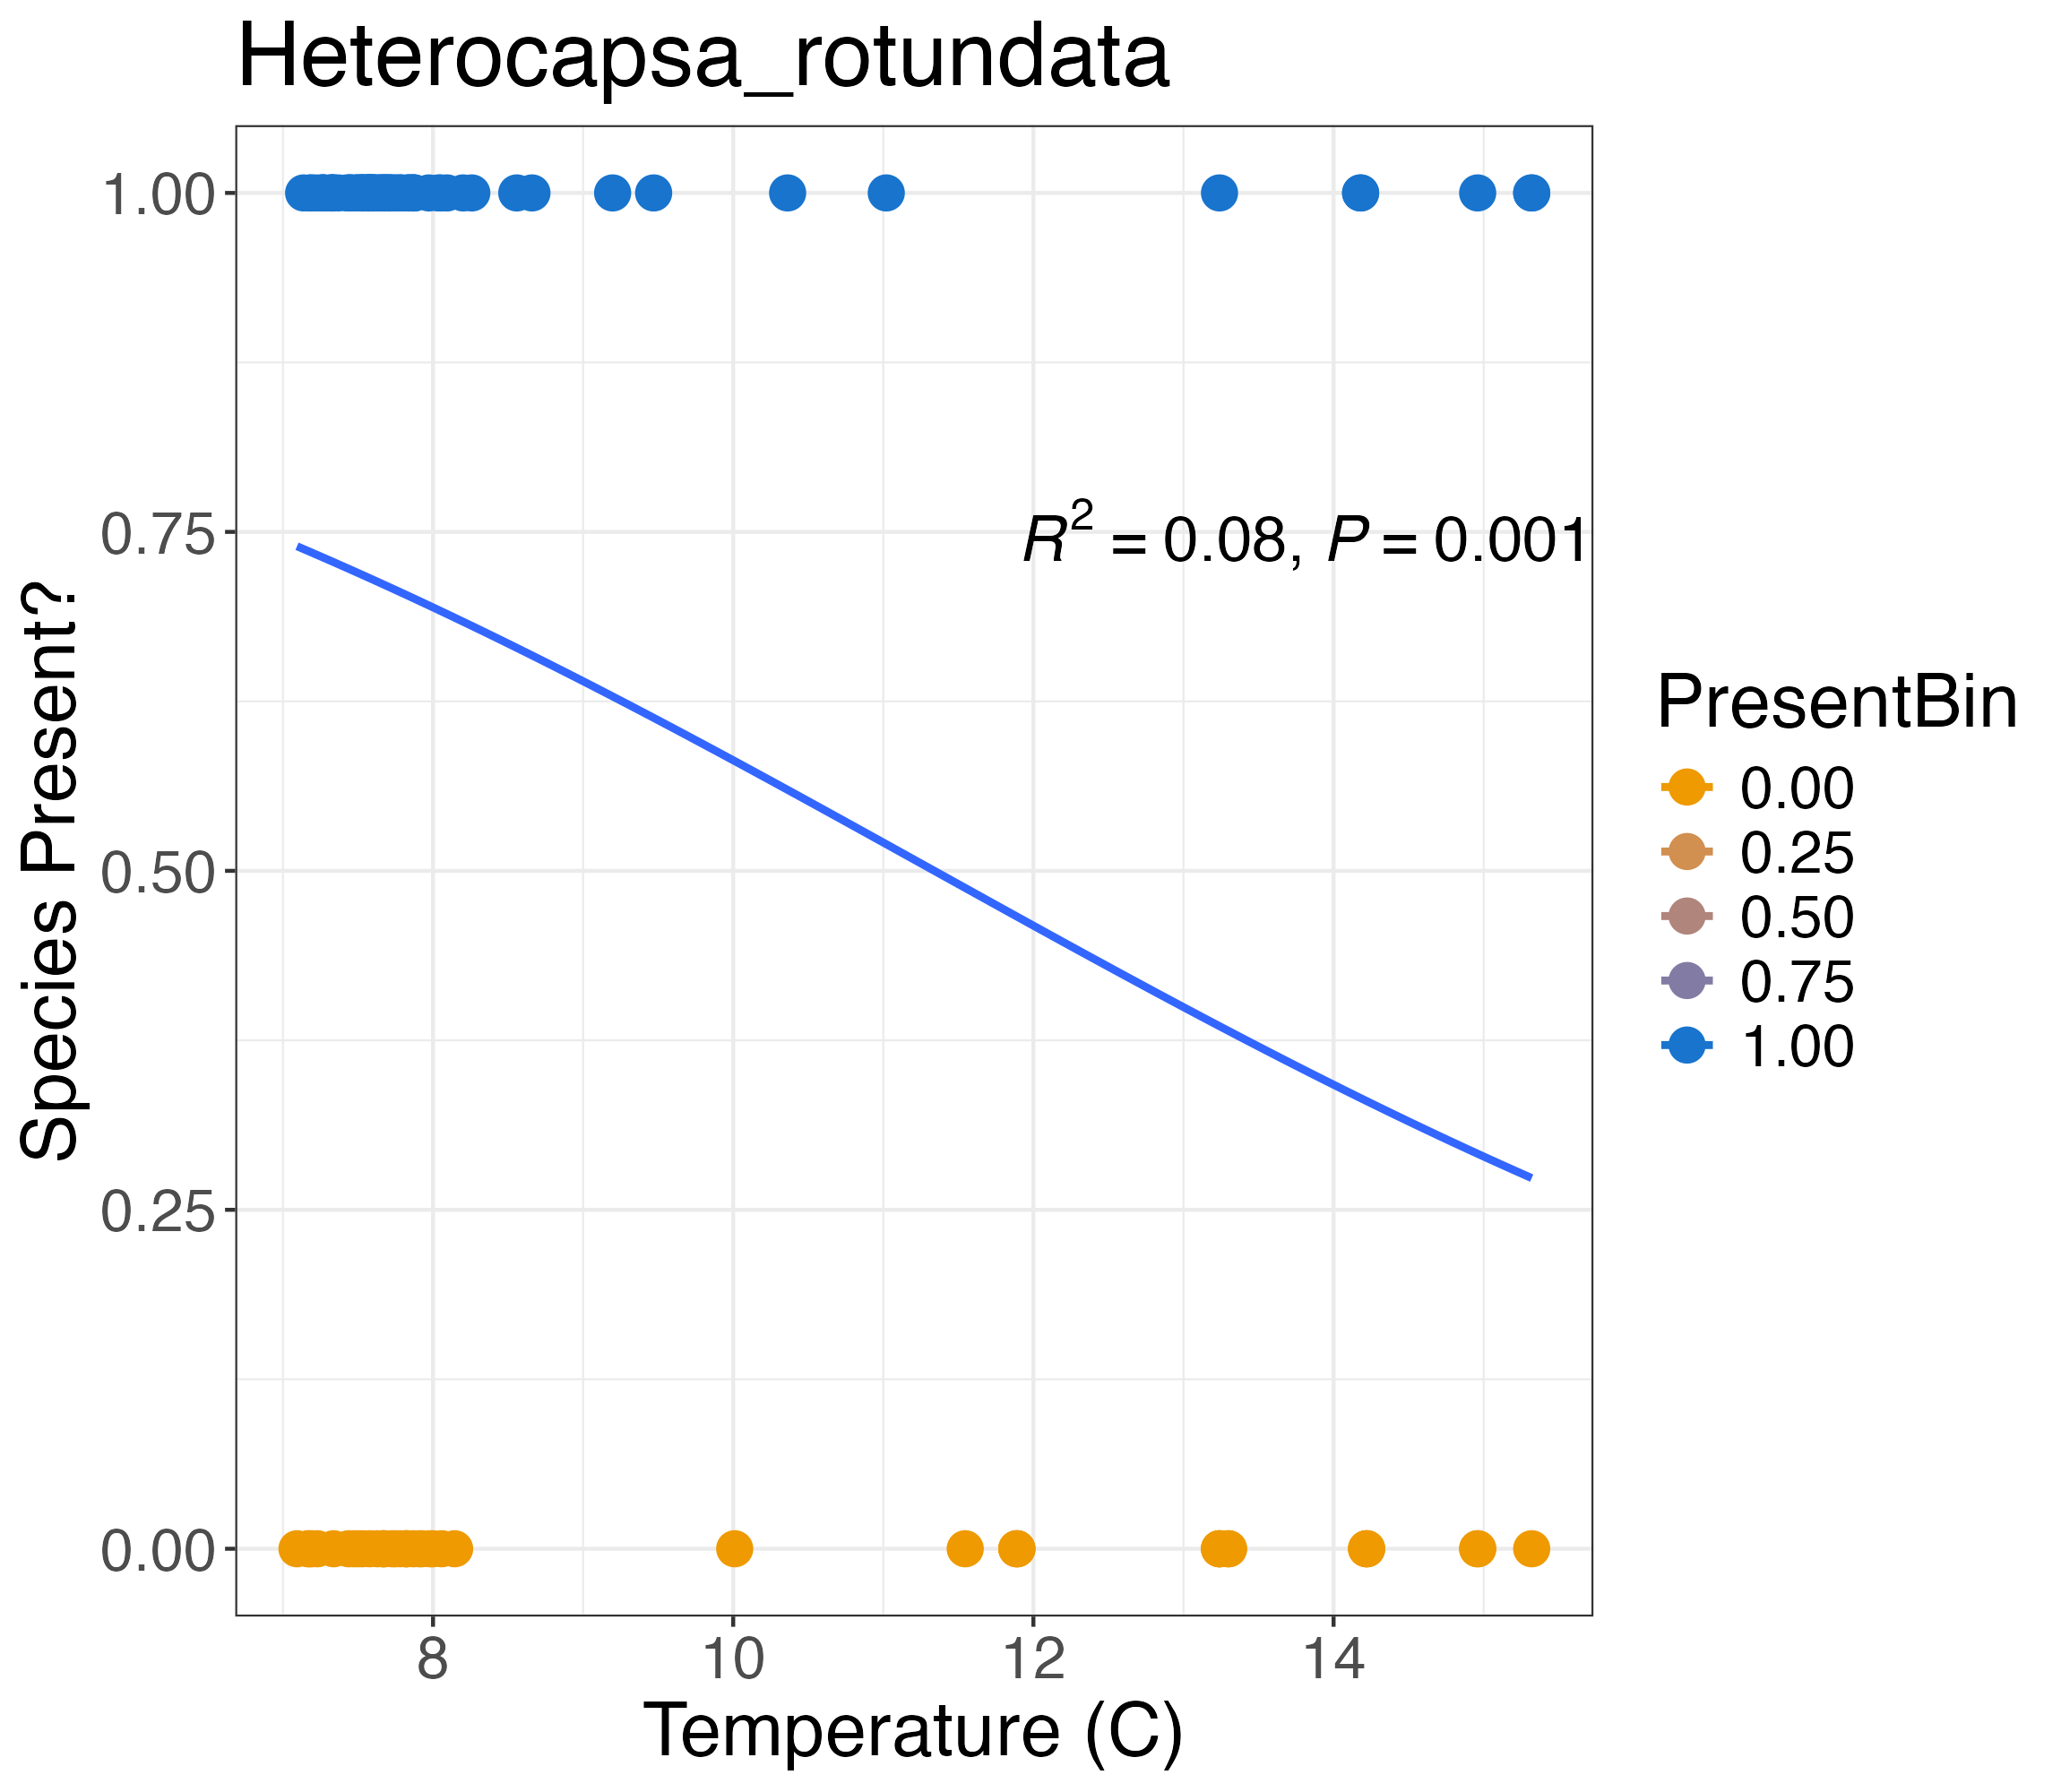 Heterocapsa_rotundata
1.00
0.75
0.50
0.25
0.00
Species Present?
R² = 0.08, P = 0.001
8 10 12 14
Temperature (C)
PresentBin
0.00
0.25
0.50
0.75
1.00